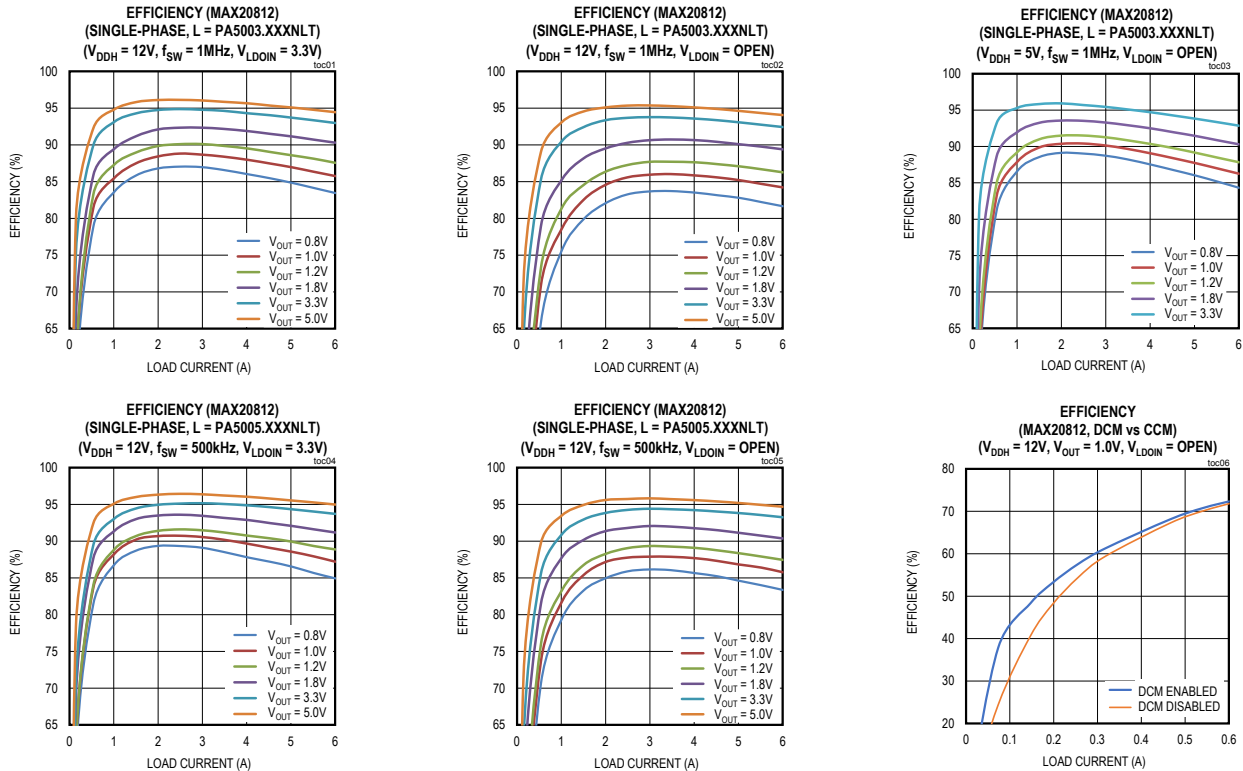 EFFICIENCY (MAX20812)
(SINGLE-PHASE, L = PA5003.XXXNLT)
(VDDH = 12V, fSW = 1MHz, VLDOIN = 3.3V)
toc01
100
95
90
85
80
75
70
65
EFFICIENCY (%)
VOUT = 0.8V
VOUT = 1.0V
VOUT = 1.2V
VOUT = 1.8V
VOUT = 3.3V
VOUT = 5.0V
0 1 2 3 4 5 6
LOAD CURRENT (A)
EFFICIENCY (MAX20812)
(SINGLE-PHASE, L = PA5003.XXXNLT)
(VDDH = 12V, fSW = 1MHz, VLDOIN = OPEN)
toc02
100
95
90
85
80
75
70
65
EFFICIENCY (%)
VOUT = 0.8V
VOUT = 1.0V
VOUT = 1.2V
VOUT = 1.8V
VOUT = 3.3V
VOUT = 5.0V
0 1 2 3 4 5 6
LOAD CURRENT (A)
EFFICIENCY (MAX20812)
(SINGLE-PHASE, L = PA5003.XXXNLT)
(VDDH = 5V, fSW = 1MHz, VLDOIN = OPEN)
toc03
100
95
90
85
80
75
70
65
EFFICIENCY (%)
VOUT = 0.8V
VOUT = 1.0V
VOUT = 1.2V
VOUT = 1.8V
VOUT = 3.3V
0 1 2 3 4 5 6
LOAD CURRENT (A)
EFFICIENCY (MAX20812)
(SINGLE-PHASE, L = PA5005.XXXNLT)
(VDDH = 12V, fSW = 500kHz, VLDOIN = 3.3V)
toc04
100
95
90
85
80
75
70
65
EFFICIENCY (%)
VOUT = 0.8V
VOUT = 1.0V
VOUT = 1.2V
VOUT = 1.8V
VOUT = 3.3V
VOUT = 5.0V
0 1 2 3 4 5 6
LOAD CURRENT (A)
EFFICIENCY (MAX20812)
(SINGLE-PHASE, L = PA5005.XXXNLT)
(VDDH = 12V, fSW = 500kHz, VLDOIN = OPEN)
toc05
100
95
90
85
80
75
70
65
EFFICIENCY (%)
VOUT = 0.8V
VOUT = 1.0V
VOUT = 1.2V
VOUT = 1.8V
VOUT = 3.3V
VOUT = 5.0V
0 1 2 3 4 5 6
LOAD CURRENT (A)
EFFICIENCY
(MAX20812, DCM vs CCM)
(VDDH = 12V, VOUT = 1.0V, VLDOIN = OPEN)
toc06
80
70
60
50
40
30
20
EFFICIENCY (%)
DCM ENABLED
DCM DISABLED
0 0.1 0.2 0.3 0.4 0.5 0.6
LOAD CURRENT (A)